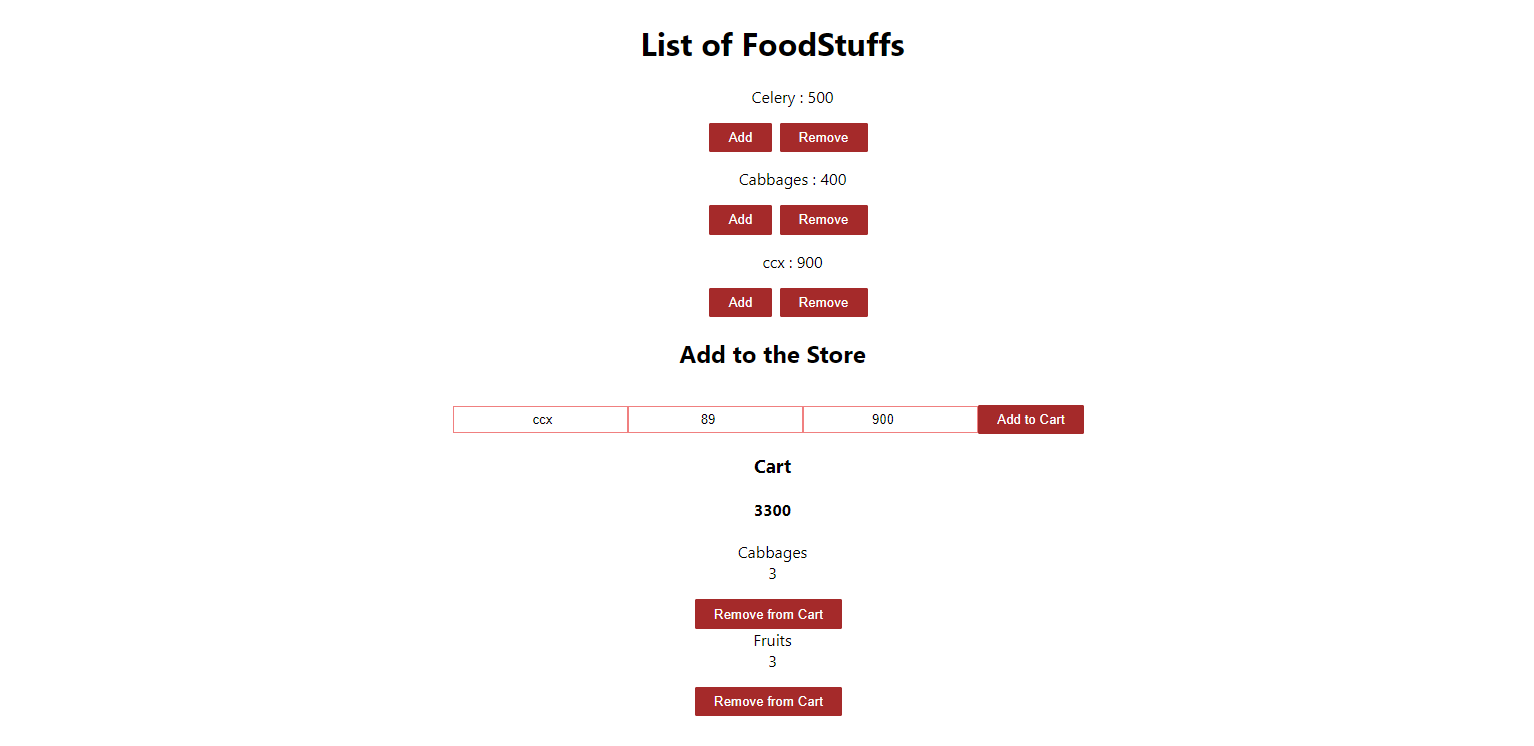 List of FoodStuffs
Celery : 500
Add Remove
Cabbages : 400
Add Remove
ccx : 900
Add Remove
Add to the Store
ccx 89 900 Add to Cart
Cart
3300
Cabbages
3
Remove from Cart
Fruits
3
Remove from Cart